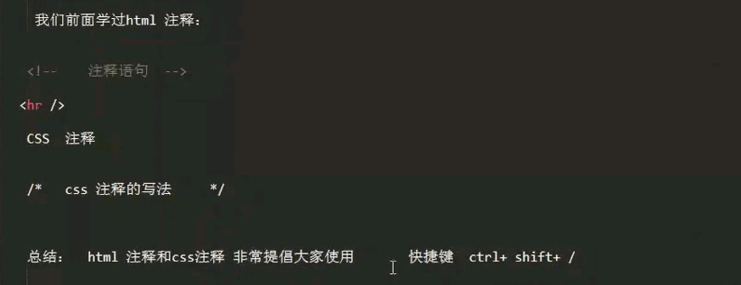 我们前面学过html 注释：
<!-- 注释语句 -->
<hr />
CSS 注释
/* css 注释的写法 */
总结： html 注释和css注释 非常提倡大家使用 快捷键 ctrl+ shift+ /